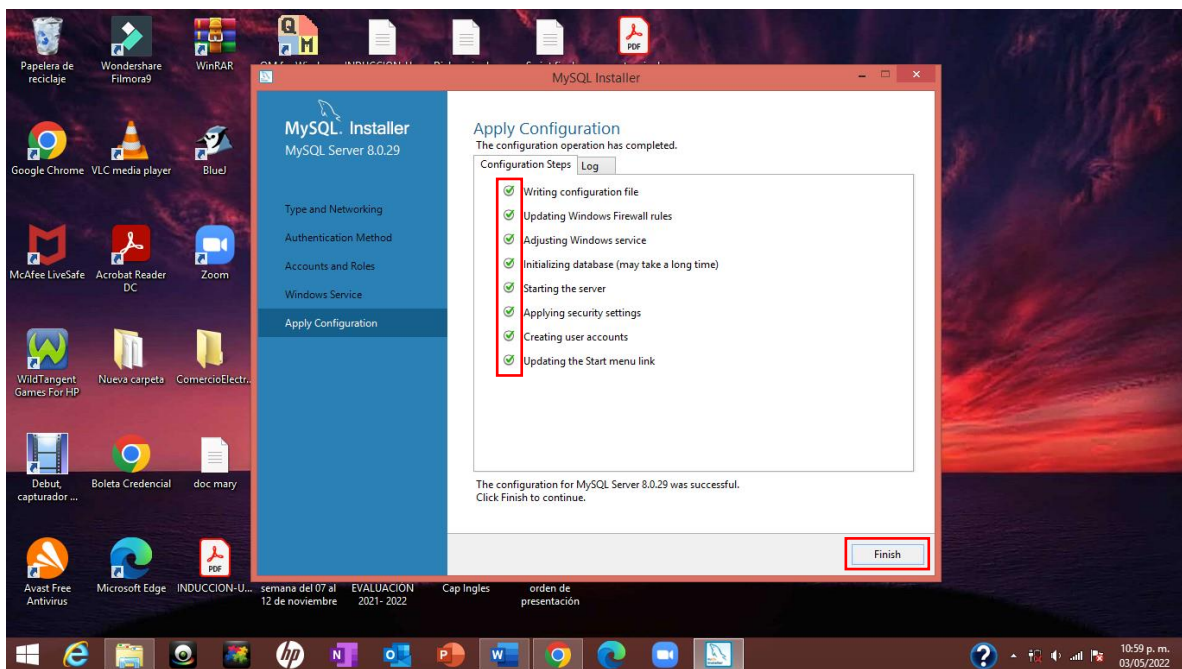 Papelera de
reciclaje
Wondershare
Filmora9
WinRAR
PDF
MySQL Installer
MySQL. Installer
MySQL Server 8.0.29
Type and Networking
Authentication Method
Accounts and Roles
Windows Service
Apply Configuration
Apply Configuration
The configuration operation has completed.
Configuration Steps
Log
Writing configuration file
Updating Windows Firewall rules
Adjusting Windows service
Initializing database (may take a long time)
Starting the server
Applying security settings
Creating user accounts
Updating the Start menu link
The configuration for MySQL Server 8.0.29 was successful.
Click Finish to continue.
Finish
Google Chrome
VLC media player
BlueJ
McAfee LiveSafe
Acrobat Reader
DC
Zoom
WildTangent
Games For HP
Nueva carpeta
ComercioElectr...
Debut,
capturador ...
Boleta Credencial
doc mary
PDF
Avast Free
Antivirus
Microsoft Edge
INDUCCION-U...
semana del 07 al
12 de noviembre
EVALUACION
2021- 2022
Cap Ingles
orden de
presentación
10:59 p. m.
03/05/2022